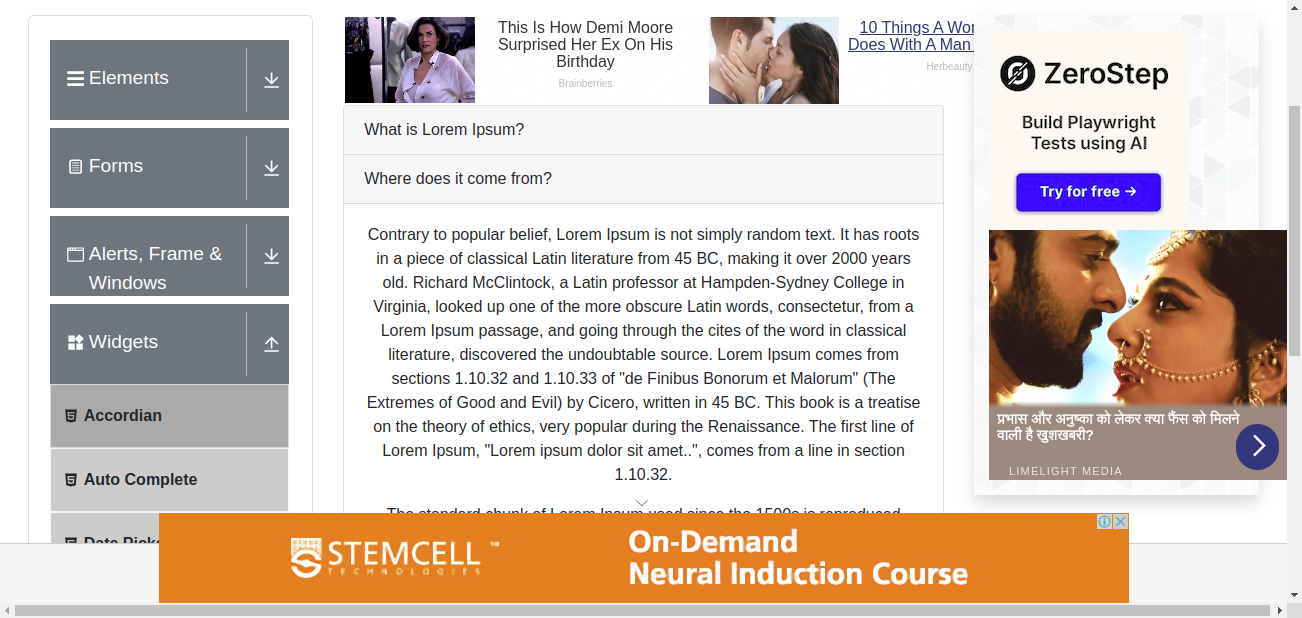 Elements
Forms
Alerts, Frame &
Windows
Widgets
Accordian
Auto Complete
Date
This Is How Demi Moore
Surprised Her Ex On His
Birthday
Brainberries
10 Things A
Does With A Man
Herbeauty
What is Lorem Ipsum?
Where does it come from?
Contrary to popular belief, Lorem Ipsum is not simply random text. It has roots
in a piece of classical Latin literature from 45 BC, making it over 2000 years
old. Richard McClintock, a Latin professor at Hampden-Sydney College in
Virginia, looked up one of the more obscure Latin words, consectetur, from a
Lorem Ipsum passage, and going through the cites of the word in classical
literature, discovered the undoubtable source. Lorem Ipsum comes from
sections 1.10.32 and 1.10.33 of "de Finibus Bonorum et Malorum" (The
Extremes of Good and Evil) by Cicero, written in 45 BC. This book is a treatise
on the theory of ethics, very popular during the Renaissance. The first line of
Lorem Ipsum, "Lorem ipsum dolor sit amet..", comes from a line in section
1.10.32.
The standard chunk of Lorem Ipsum used since the 1500s is reproduced
ZeroStep
Build Playwright
Tests using AI
Try for free →
प्रभास और अनुष्का को लेकर क्या फैंस को मिलने
वाली है खुशखबरी?
LIMELIGHT MEDIA
STEMCELL™
TECHNOLOGIES
On-Demand
Neural Induction Course